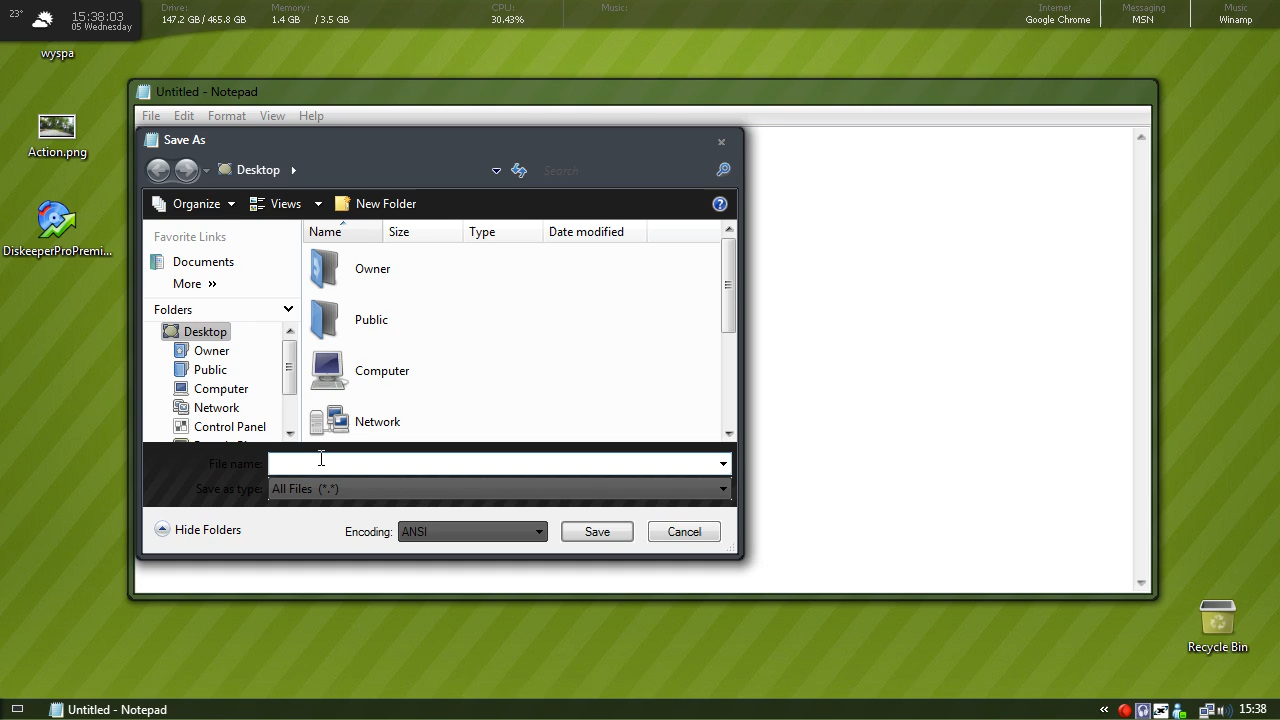 23°
15:38:03
05 Wednesday
Drive:
147.2 GB / 465.8 GB
Memory:
1.4 GB / 3.5 GB
CPU:
30.43%
Music:
Internet
Google Chrome
Messaging
MSN
Music
Winamp
wyspa
Action.png
DiskeeperProPremi...
Untitled - Notepad
File Edit Format View Help
Save As
Desktop
Search
Organize Views New Folder
Favorite Links
Documents
More »
Folders
Desktop
Owner
Public
Computer
Network
Control Panel
Name Size Type Date modified
Owner
Public
Computer
Network
File name:
Save as type: All Files (*.*)
Hide Folders
Encoding: ANSI Save Cancel
Recycle Bin
Untitled - Notepad
« 15:38